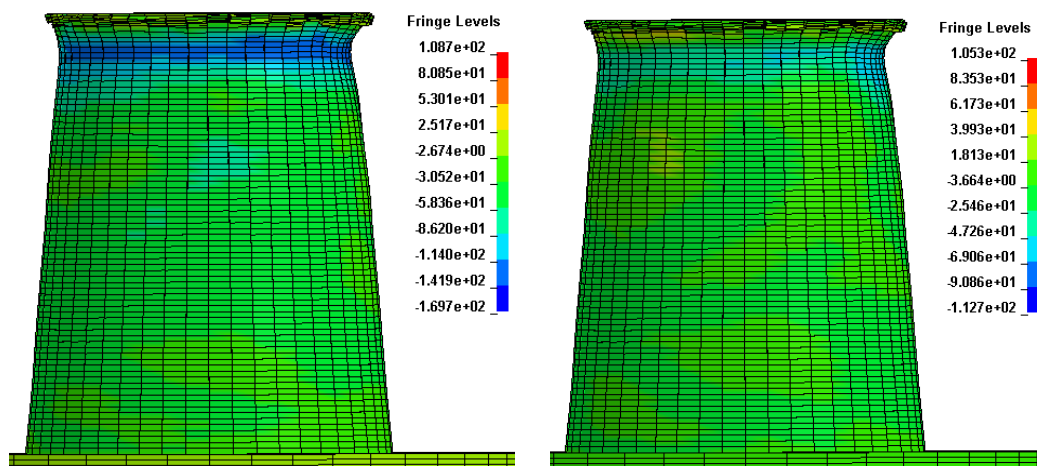 Fringe Levels
1.087e+02
8.085e+01
5.301e+01
2.517e+01
-2.674e+00
-3.052e+01
-5.836e+01
-8.620e+01
-1.140e+02
-1.419e+02
-1.697e+02
Fringe Levels
1.053e+02
8.353e+01
6.173e+01
3.993e+01
1.813e+01
-3.664e+00
-2.546e+01
-4.726e+01
-6.906e+01
-9.086e+01
-1.127e+02